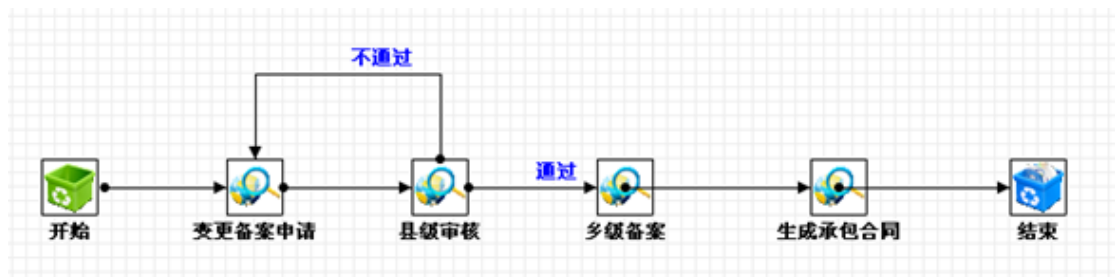 不通过
通过
开始
变更备案申请
县级审核
乡级备案
生成承包合同
结束